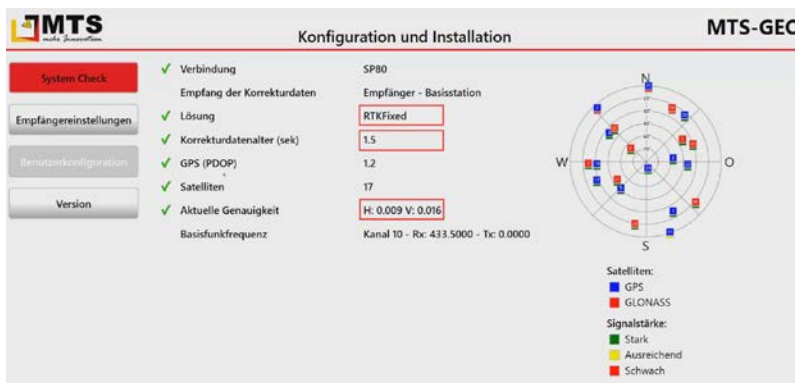 MTS
mehr Innovation
Konfiguration und Installation
MTS-GEO
System Check
Empfängereinstellungen
Benutzerkonfiguration
Version
Verbindung SP80
Empfang der Korrekturdaten Empfänger - Basisstation
Lösung RTKFixed
Korrekturdatenalter (sek) 1.5
GPS (PDOP) 1.2
Satelliten 17
Aktuelle Genauigkeit H: 0.009 V: 0.016
Basisfunkfrequenz Kanal 10 - Rx: 433.5000 - Tx: 0.0000
N
W
O
S
Satelliten:
GPS
GLONASS
Signalstärke:
Stark
Ausreichend
Schwach